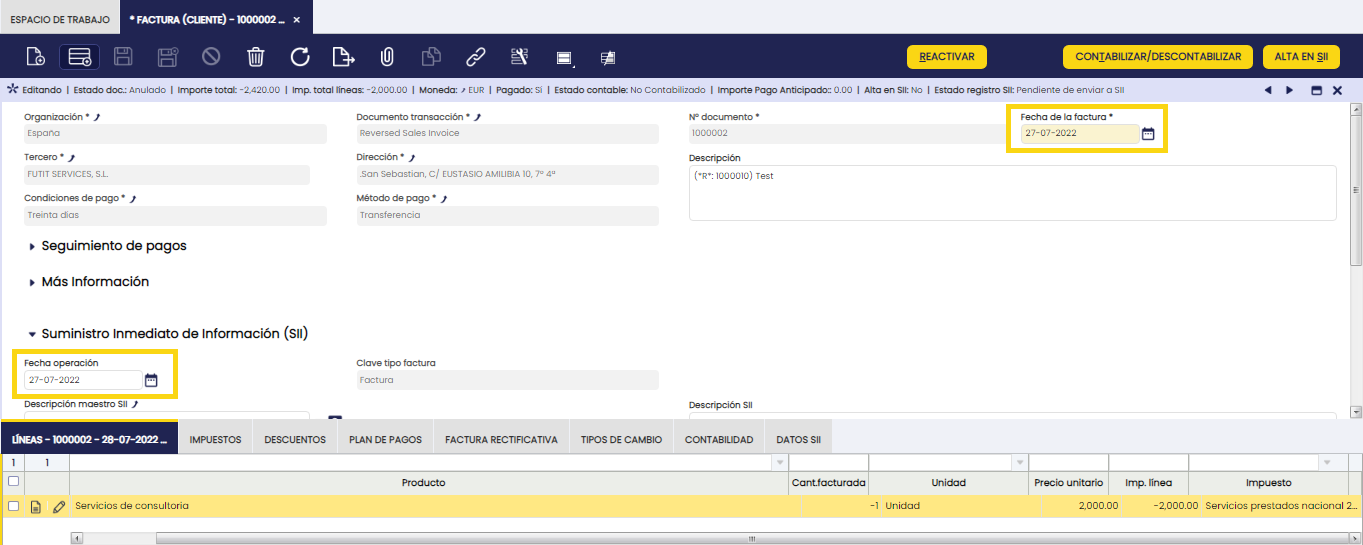 ESPACIO DE TRABAJO
* FACTURA (CLIENTE) - 1000002 ... ×
REACTIVAR
CONTABILIZAR/DESCONTABILIZAR
ALTA EN SII
Editando | Estado doc.: Anulado | Importe total: -2,420.00 | Imp. total líneas: -2,000.00 | Moneda: EUR | Pagado: Sí | Estado contable: No Contabilizado | Importe Pago Anticipado:: 0.00 | Alta en SII: No | Estado registro SII: Pendiente de enviar a SII
Organización * Documento transacción * Nº documento * Fecha de la factura *
España Reversed Sales Invoice 1000002 27-07-2022
Tercero * Dirección * Descripción
FUTIT SERVICES, S.L. .San Sebastian, C/ EUSTASIO AMILIBIA 10, 7º 4ª (*R*: 1000010) Test
Condiciones de pago * Método de pago *
Treinta días Transferencia
Seguimiento de pagos
Más Información
Suministro Inmediato de Información (SII)
Fecha operación Clave tipo factura
27-07-2022 Factura
Descripción maestro SII Descripción SII
LÍNEAS - 1000002 - 28-07-2022 ... IMPUESTOS DESCUENTOS PLAN DE PAGOS FACTURA RECTIFICATIVA TIPOS DE CAMBIO CONTABILIDAD DATOS SII
1 1
Producto Cant.facturada Unidad Precio unitario Imp. línea Impuesto
Servicios de consultoria -1 Unidad 2,000.00 -2,000.00 Servicios prestados nacional 2...